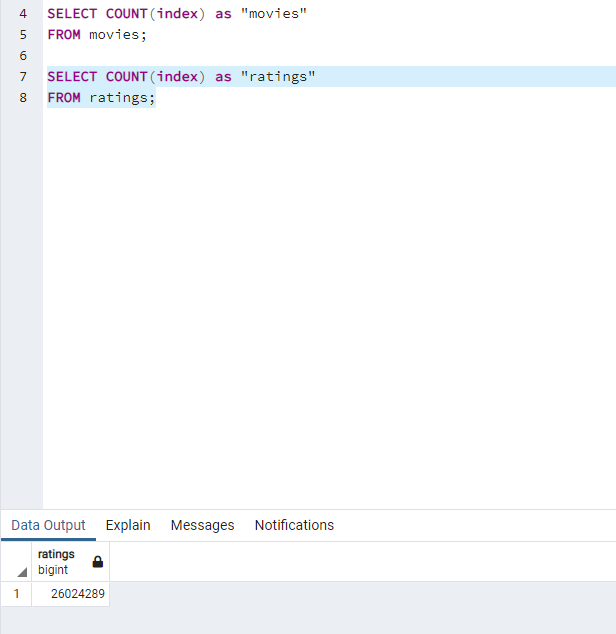 4 SELECT COUNT(index) as "movies"
5 FROM movies;
6
7 SELECT COUNT(index) as "ratings"
8 FROM ratings;
Data Output Explain Messages Notifications
ratings
bigint
1 26024289